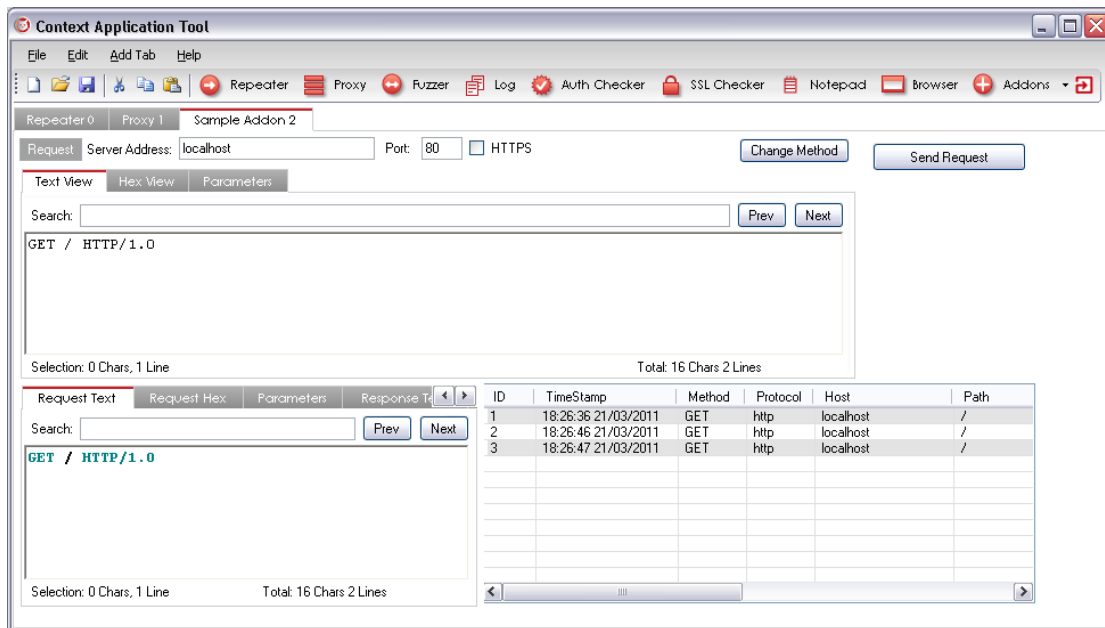 Context Application Tool
File Edit Add Tab Help
Repeater Proxy Fuzzer Log Auth Checker SSL Checker Notepad Browser Addons
Repeater 0 Proxy 1 Sample Addon 2
Request Server Address: localhost Port: 80 HTTPS Change Method Send Request
Text View Hex View Parameters
Search: Prev Next
GET / HTTP/1.0
Selection: 0 Chars, 1 Line Total: 16 Chars 2 Lines
Request Text Request Hex Parameters Response Te
Search: Prev Next
GET / HTTP/1.0
Selection: 0 Chars, 1 Line Total: 16 Chars 2 Lines
ID TimeStamp Method Protocol Host Path
1 18:26:36 21/03/2011 GET http localhost /
2 18:26:46 21/03/2011 GET http localhost /
3 18:26:47 21/03/2011 GET http localhost /